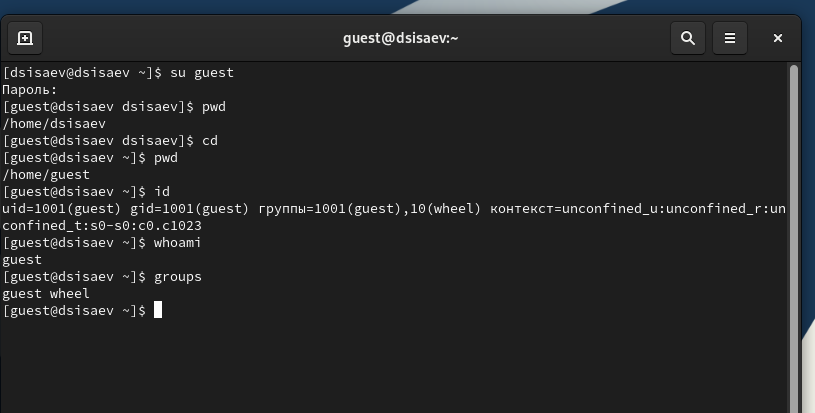 guest@dsisaev:~
[dsisaev@dsisaev ~]$ su guest
Пароль:
[guest@dsisaev dsisaev]$ pwd
/home/dsisaev
[guest@dsisaev dsisaev]$ cd
[guest@dsisaev ~]$ pwd
/home/guest
[guest@dsisaev ~]$ id
uid=1001(guest) gid=1001(guest) группы=1001(guest),10(wheel) контекст=unconfined_u:unconfined_r:un
confined_t:s0-s0:c0.c1023
[guest@dsisaev ~]$ whoami
guest
[guest@dsisaev ~]$ groups
guest wheel
[guest@dsisaev ~]$